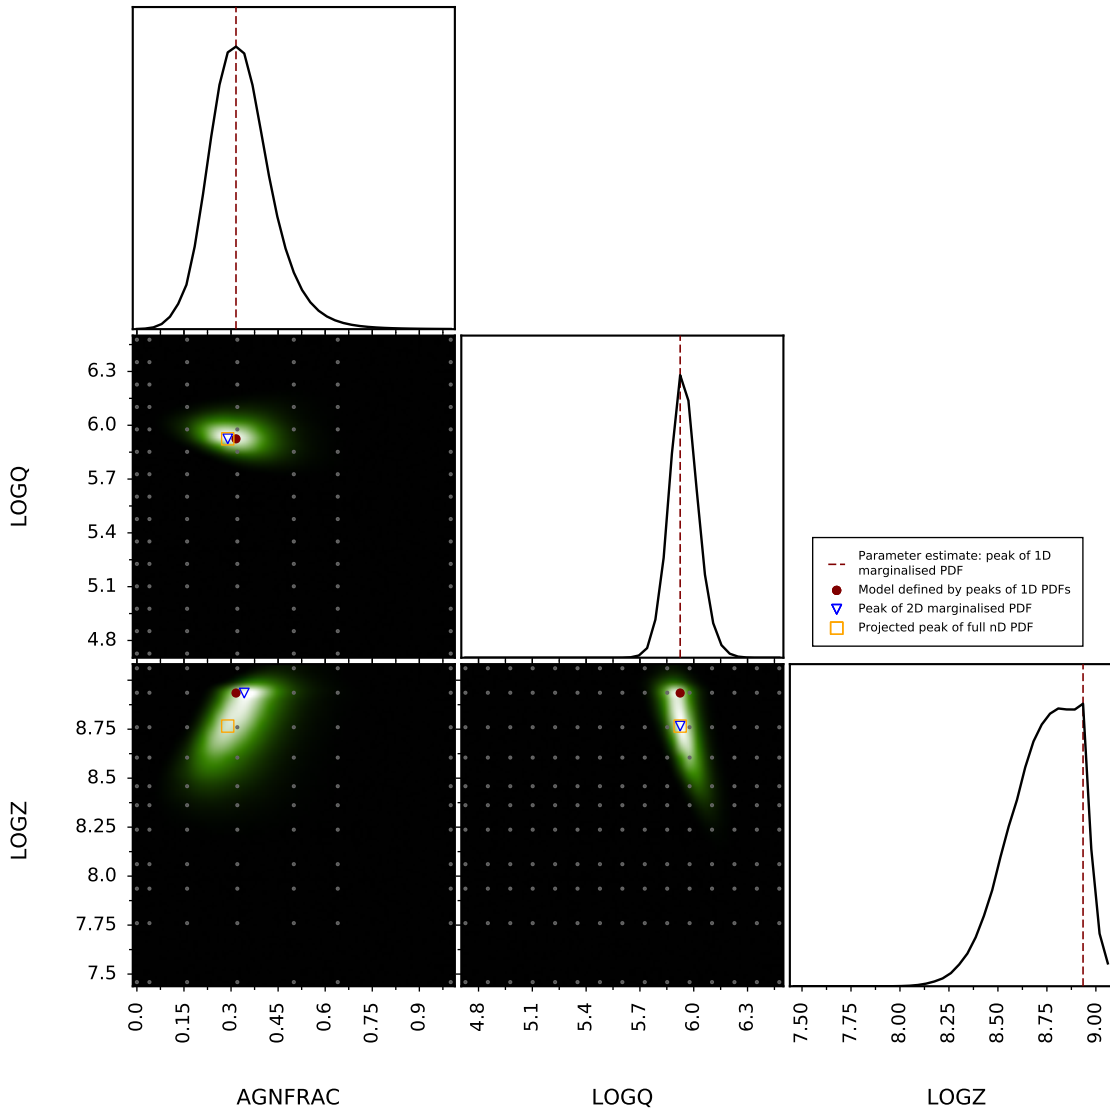 6.3
6.0
5.7
5.4
5.1
4.8
LOGQ
Parameter estimate: peak of 1D
marginalised PDF
Model defined by peaks of 1D PDFs
Peak of 2D marginalised PDF
Projected peak of full nD PDF
8.75
8.5
8.25
8.0
7.75
7.5
LOGZ
0.0 0.15 0.3 0.45 0.6 0.75 0.9
4.8 5.1 5.4 5.7 6.0 6.3
7.50 7.75 8.00 8.25 8.50 8.75 9.00
AGNFRAC LOGQ LOGZ